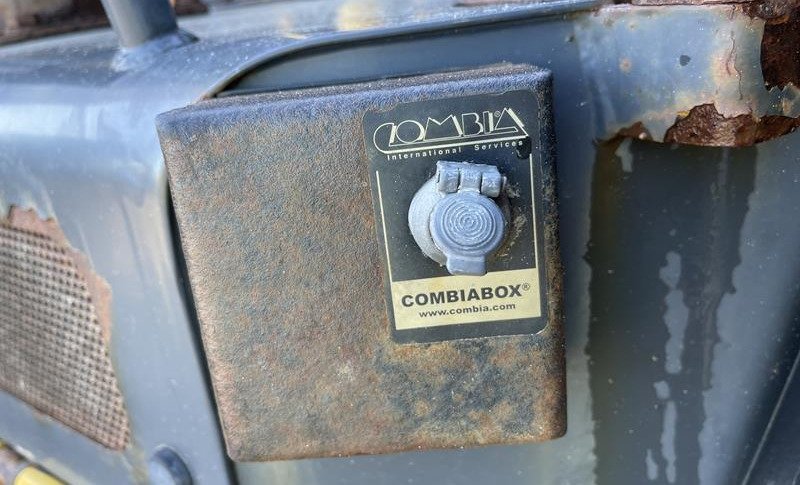 COMBIA
International Services
COMBIABOX®
www.combia.com